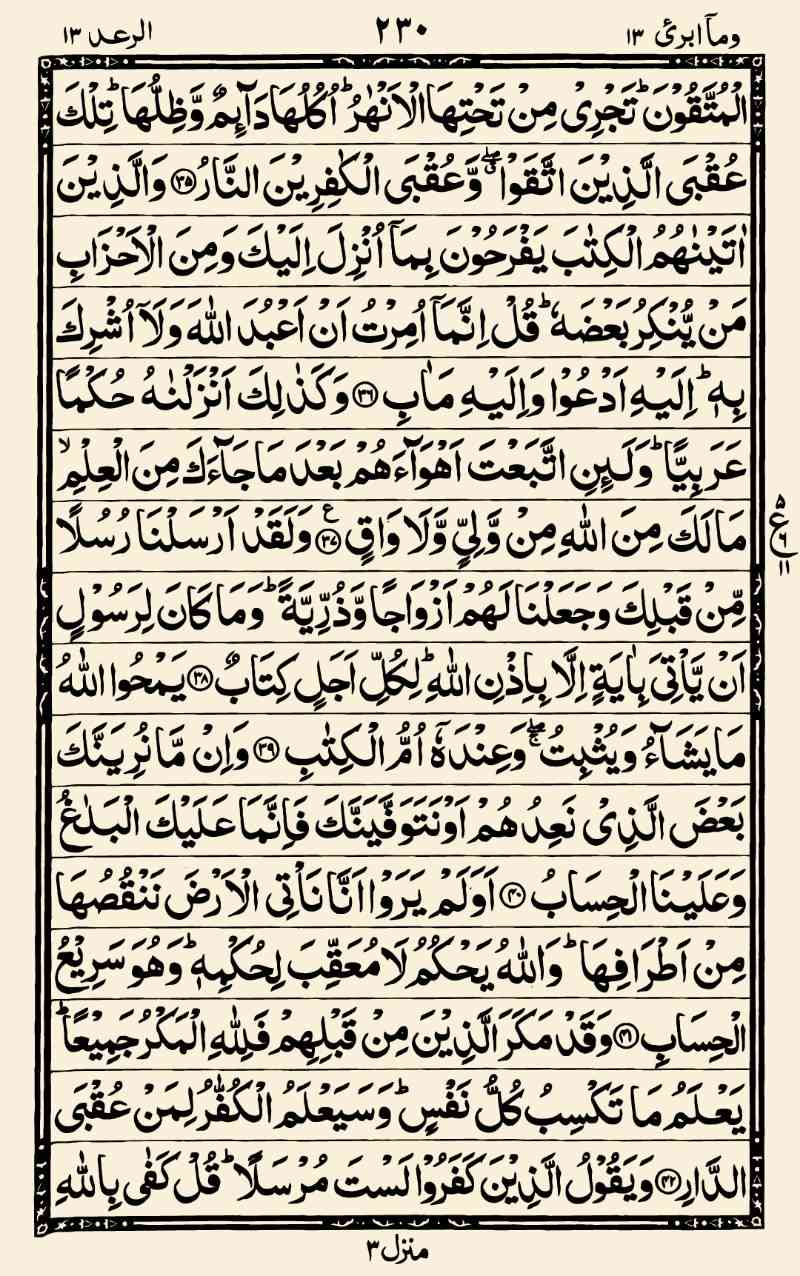 ومآ ابرئ ١٣ ٢٣٠ الرعد ١٣
الۡمُتَّقُوۡنَ ؕ تَجۡرِىۡ مِنۡ تَحۡتِهَا الۡاَنۡهٰرُ ؕ اُكُلُهَا دَآٮِٕمٌ وَّظِلُّهَا ؕ تِلۡكَ
عُقۡبَى الَّذِيۡنَ اتَّقَوْا ۖ وَّعُقۡبَى الۡكٰفِرِيۡنَ النَّارُ ﴿٣٥﴾ وَالَّذِيۡنَ
اٰتَيۡنٰهُمُ الۡكِتٰبَ يَفۡرَحُوۡنَ بِمَاۤ اُنۡزِلَ اِلَيۡكَ وَمِنَ الۡاَحۡزَابِ
مَنۡ يُّنۡكِرُ بَعۡضَهٗ ؕ قُلۡ اِنَّمَاۤ اُمِرۡتُ اَنۡ اَعۡبُدَ اللّٰهَ وَلَاۤ اُشۡرِكَ
بِهٖ ؕ اِلَيۡهِ اَدۡعُوۡا وَاِلَيۡهِ مَاٰبِ ﴿٣٦﴾ وَكَذٰلِكَ اَنۡزَلۡنٰهُ حُكۡمًا
عَرَبِيًّا ؕ وَلَٮِٕنِ اتَّبَعۡتَ اَهۡوَآءَهُمۡ بَعۡدَ مَا جَآءَكَ مِنَ الۡعِلۡمِ ۙ
مَا لَكَ مِنَ اللّٰهِ مِنۡ وَّلِىٍّ وَّلَا وَاقٍ ﴿٣٧﴾ ع وَلَقَدۡ اَرۡسَلۡنَا رُسُلًا
٥ ع ٦ ١١
مِّنۡ قَبۡلِكَ وَجَعَلۡنَا لَهُمۡ اَزۡوَاجًا وَّذُرِّيَّةً ؕ وَمَا كَانَ لِرَسُوۡلٍ
اَنۡ يَّاۡتِىَ بِاٰيَةٍ اِلَّا بِاِذۡنِ اللّٰهِ ؕ لِكُلِّ اَجَلٍ كِتَابٌ ﴿٣٨﴾ يَمۡحُوا اللّٰهُ
مَا يَشَآءُ وَيُثۡبِتُ ۖۚ وَعِنۡدَهٗۤ اُمُّ الۡكِتٰبِ ﴿٣٩﴾ وَاِنۡ مَّا نُرِيَنَّكَ
بَعۡضَ الَّذِىۡ نَعِدُهُمۡ اَوۡ نَتَوَفَّيَنَّكَ فَاِنَّمَا عَلَيۡكَ الۡبَلٰغُ
وَعَلَيۡنَا الۡحِسَابُ ﴿٤٠﴾ اَوَلَمۡ يَرَوۡا اَنَّا نَاۡتِى الۡاَرۡضَ نَنۡقُصُهَا
مِنۡ اَطۡرَافِهَا ؕ وَاللّٰهُ يَحۡكُمُ لَا مُعَقِّبَ لِحُكۡمِهٖ ؕ وَهُوَ سَرِيۡعُ
الۡحِسَابِ ﴿٤١﴾ وَقَدۡ مَكَرَ الَّذِيۡنَ مِنۡ قَبۡلِهِمۡ فَلِلّٰهِ الۡمَكۡرُ جَمِيۡعًا ؕ
يَعۡلَمُ مَا تَكۡسِبُ كُلُّ نَفۡسٍ ؕ وَسَيَعۡلَمُ الۡكُفّٰرُ لِمَنۡ عُقۡبَى
الدَّارِ ﴿٤٢﴾ وَيَقُوۡلُ الَّذِيۡنَ كَفَرُوۡا لَسۡتَ مُرۡسَلًا ؕ قُلۡ كَفٰى بِاللّٰهِ
منزل ٣